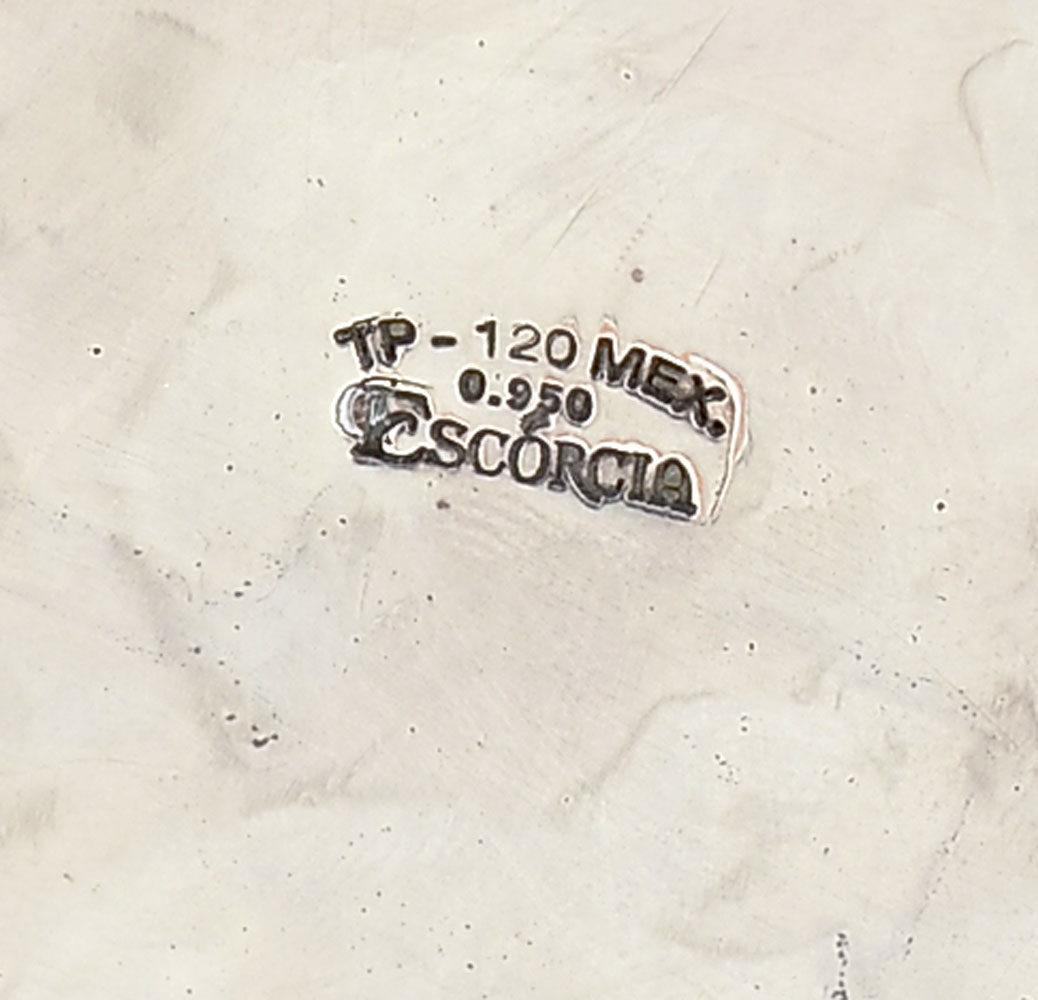 TP - 120 MEX.
0.950
ESCÓRCIA